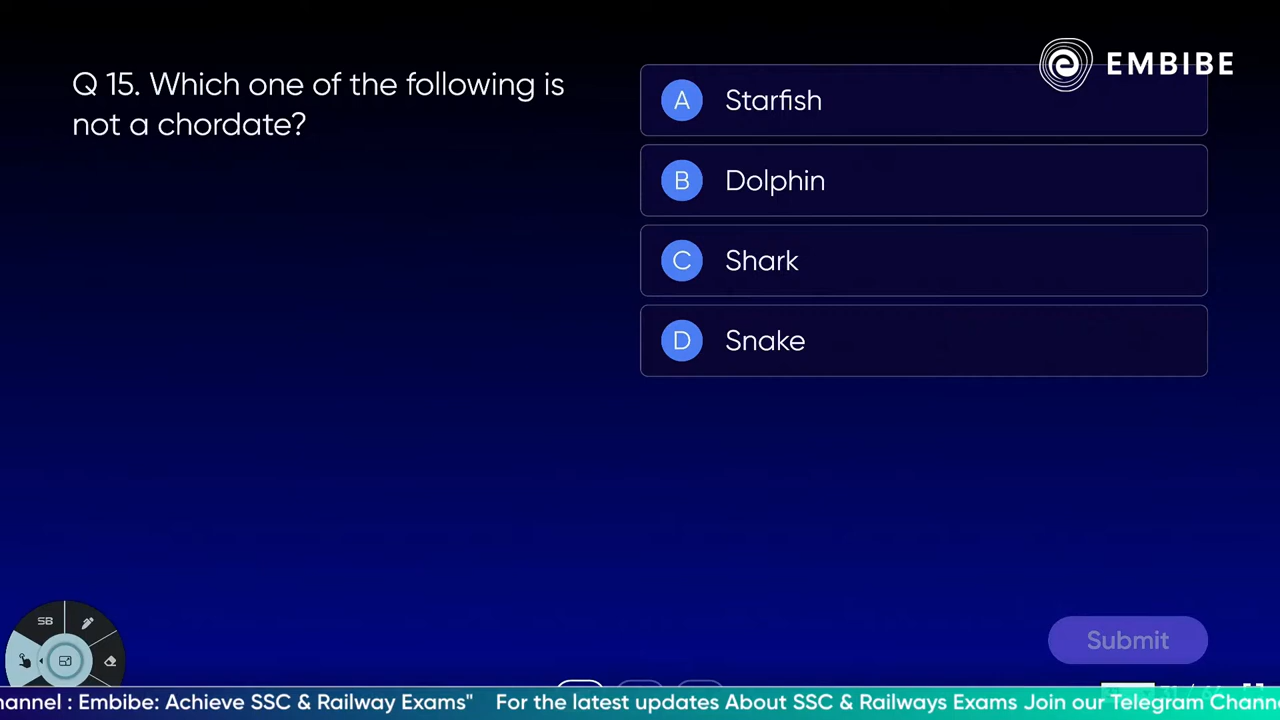 EMBIBE
Q 15. Which one of the following is
not a chordate?
A Starfish
B Dolphin
C Shark
D Snake
SB
Submit
hannel : Embibe: Achieve SSC & Railway Exams" For the latest updates About SSC & Railways Exams Join our Telegram Chann